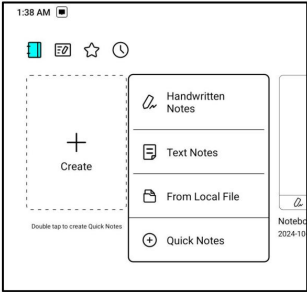 1:38 AM
Handwritten
Notes
Text Notes
From Local File
Quick Notes
Create
Double tap to create Quick Notes
Notebo
2024-10